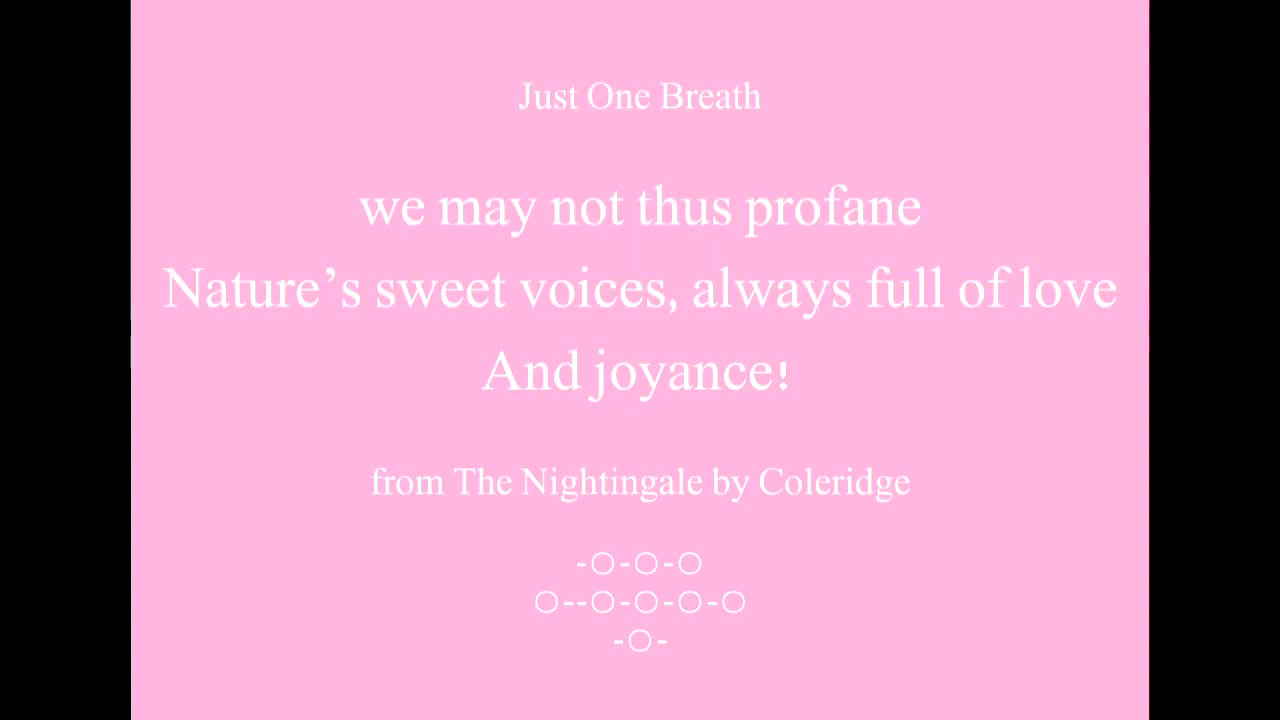 Just One Breath
we may not thus profane
Nature’s sweet voices, always full of love
And joyance!
from The Nightingale by Coleridge
-○-○-○
○--○-○-○-○
-○-